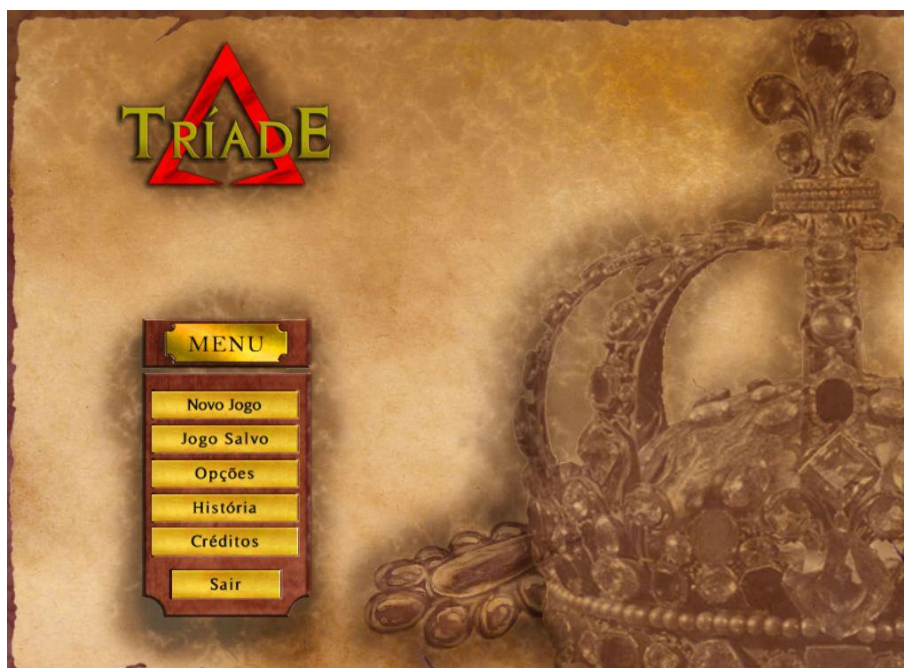 TRÍADE
MENU
Novo Jogo
Jogo Salvo
Opções
História
Créditos
Sair